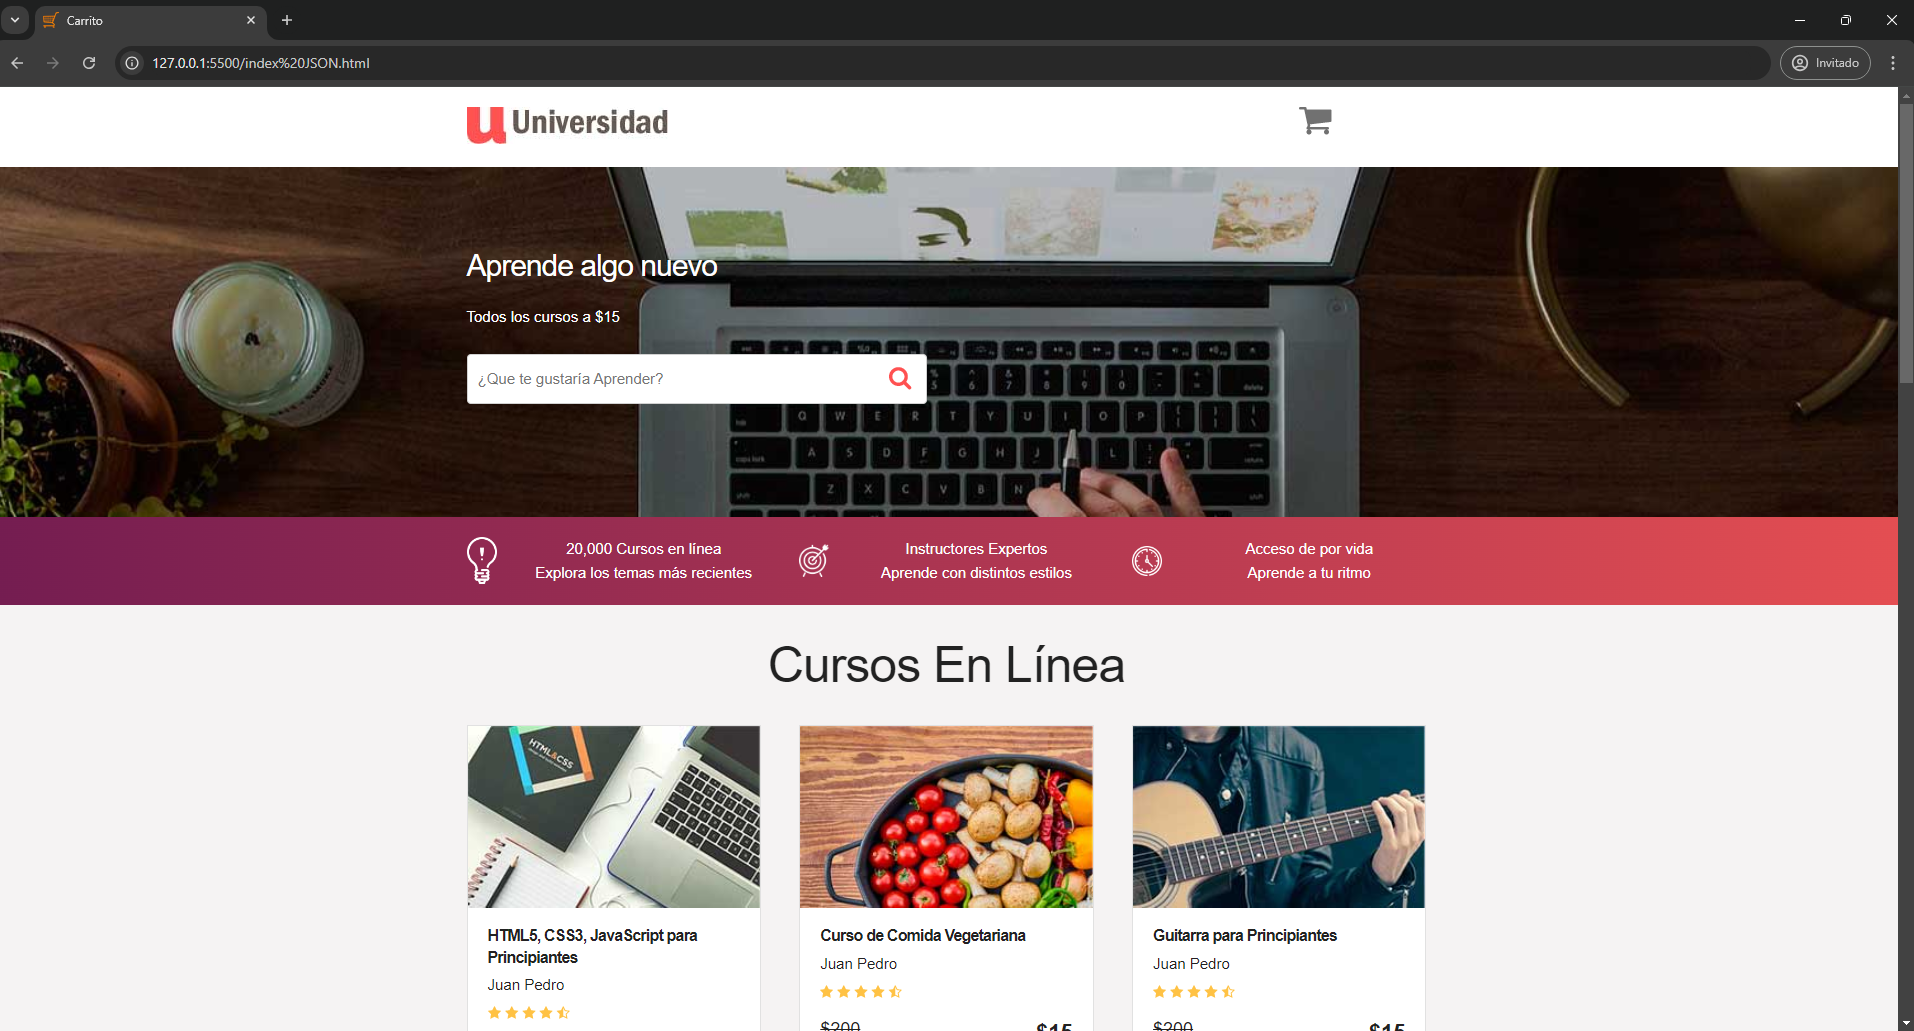 Carrito
127.0.0.1:5500/index%20JSON.html
Invitado
u Universidad
Aprende algo nuevo
Todos los cursos a $15
¿Que te gustaría Aprender?
20,000 Cursos en línea
Explora los temas más recientes
Instructores Expertos
Aprende con distintos estilos
Acceso de por vida
Aprende a tu ritmo
Cursos En Línea
HTML&CSS
HTML5, CSS3, JavaScript para
Principiantes
Juan Pedro
Curso de Comida Vegetariana
Juan Pedro
$200 $15
Guitarra para Principiantes
Juan Pedro
$200 $15